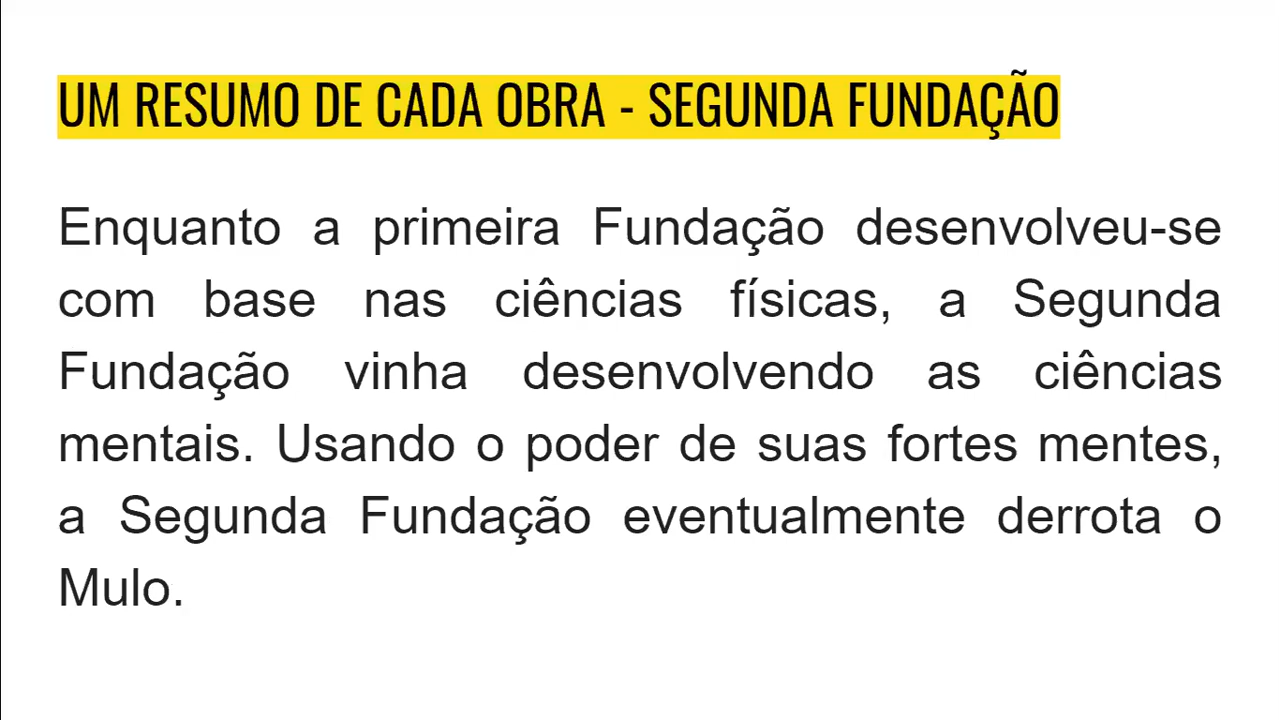 UM RESUMO DE CADA OBRA - SEGUNDA FUNDAÇÃO
Enquanto a primeira Fundação desenvolveu-se
com base nas ciências físicas, a Segunda
Fundação vinha desenvolvendo as ciências
mentais. Usando o poder de suas fortes mentes,
a Segunda Fundação eventualmente derrota o
Mulo.